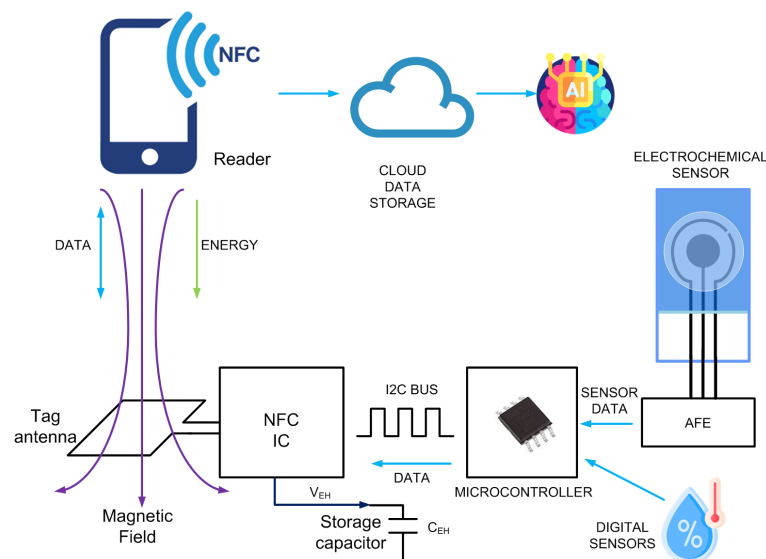 NFC
AI
Reader
CLOUD
DATA
STORAGE
ELECTROCHEMICAL
SENSOR
DATA
ENERGY
Tag
antenna
NFC
IC
I2C BUS
SENSOR
DATA
AFE
DATA
MICROCONTROLLER
VEH
Magnetic
Field
Storage
capacitor
CEH
DIGITAL
SENSORS
%